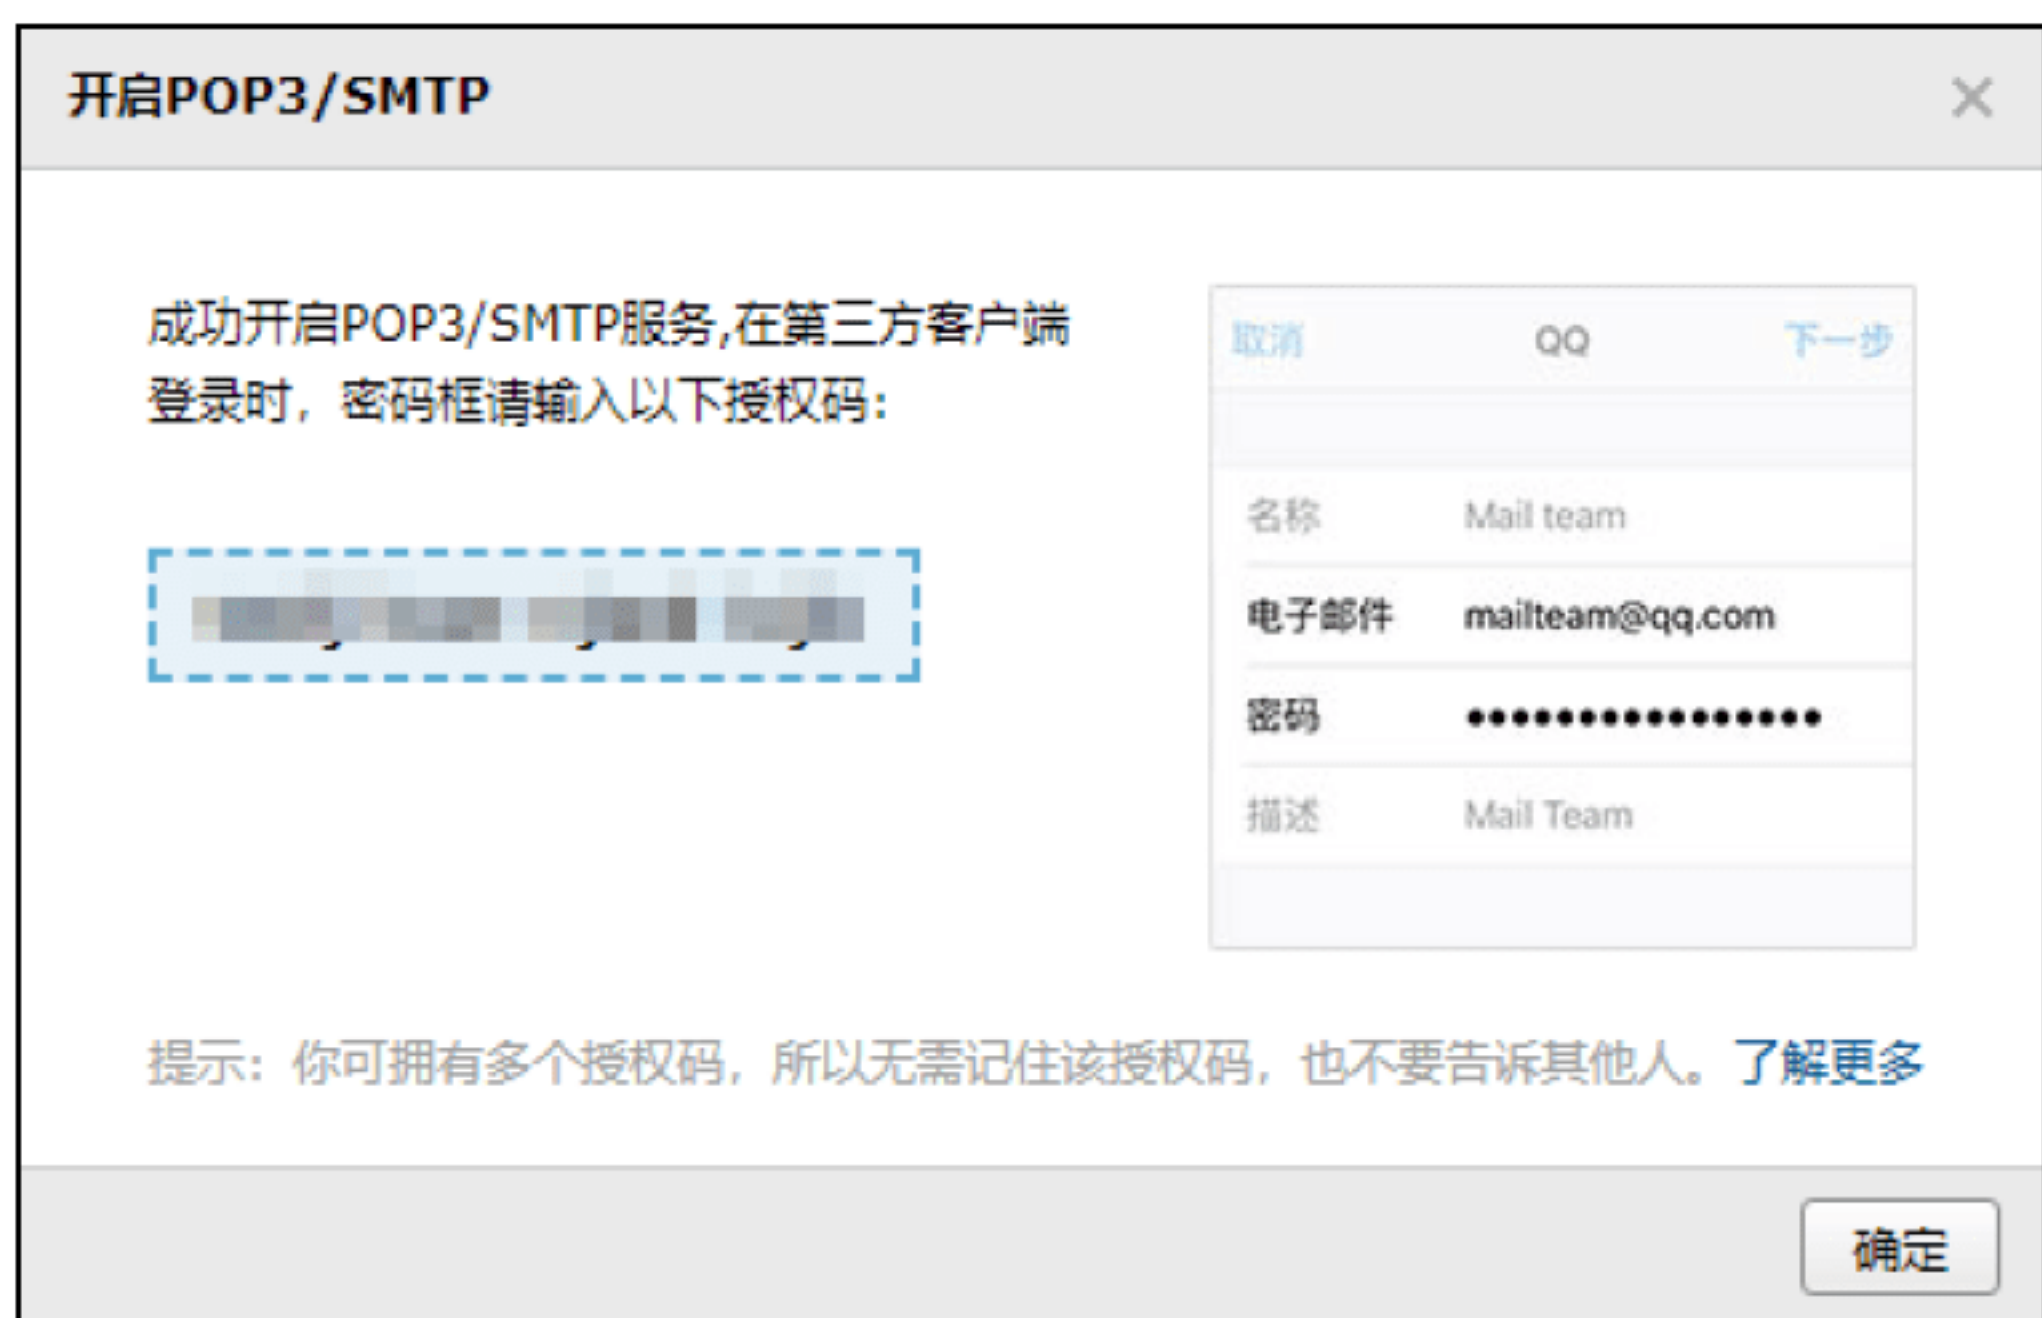 开启POP3/SMTP
成功开启POP3/SMTP服务,在第三方客户端
登录时，密码框请输入以下授权码：
取消 QQ 下一步
名称 Mail team
电子邮件 mailteam@qq.com
密码 ••••••••••••••••
描述 Mail Team
提示：你可拥有多个授权码，所以无需记住该授权码，也不要告诉其他人。了解更多
确定